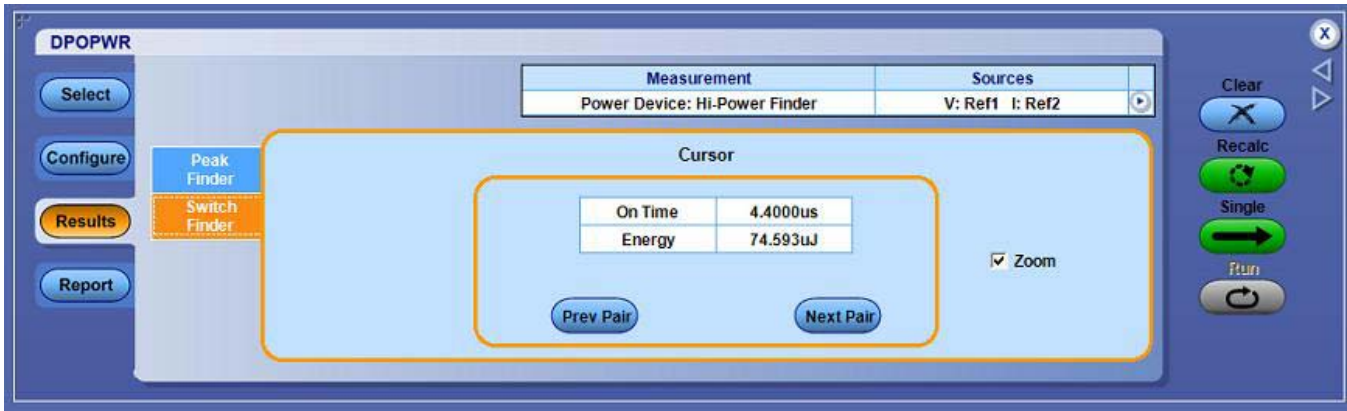 DPOPWR
Select
Configure
Results
Report
Measurement Sources
Power Device: Hi-Power Finder V: Ref1 I: Ref2
Peak
Finder
Switch
Finder
Cursor
On Time 4.4000us
Energy 74.593uJ
Zoom
Prev Pair Next Pair
X
Clear
Recalc
Single
Run